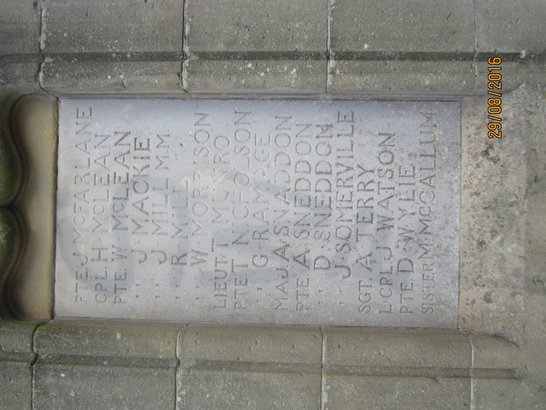 PTE. J. MCFARLANE
CPL. H. MCLEAN
PTE. W. MCLEAN
,, J. MACKIE
,, J. MILL M.M.
,, R. MILL
,, W. MORRISON
LIEUT. T. MUNRO
PTE. T. NICHOLSON
,, G. RAMAGE
MAJ. A. SNADDON
PTE. A. SNEDDON
,, D. SNEDDON
,, J. SOMERVILLE
SGT. A. TERRY
L.CPL. J. WATSON
PTE. D. WYLIE
SISTER M. MCCALLUM
29/08/2016